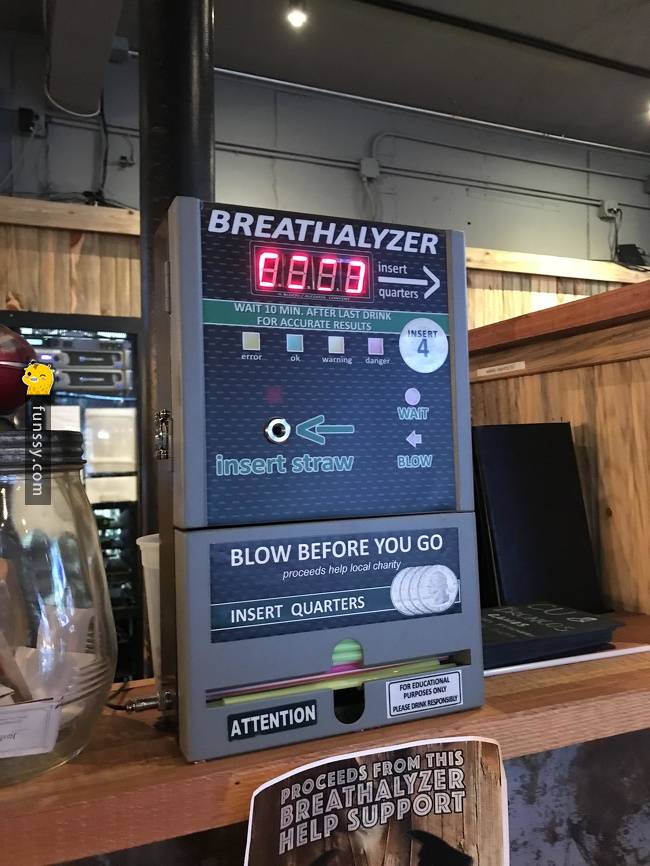 BREATHALYZER
insert
quarters
WAIT 10 MIN. AFTER LAST DRINK
FOR ACCURATE RESULTS
error
ok
warning
danger
INSERT
4
WAIT
BLOW
insert straw
BLOW BEFORE YOU GO
proceeds help local charity
INSERT QUARTERS
ATTENTION
FOR EDUCATIONAL
PURPOSES ONLY
PLEASE DRINK RESPONSIBLY
PROCEEDS FROM THIS
BREATHALYZER
HELP SUPPORT
funssy.com